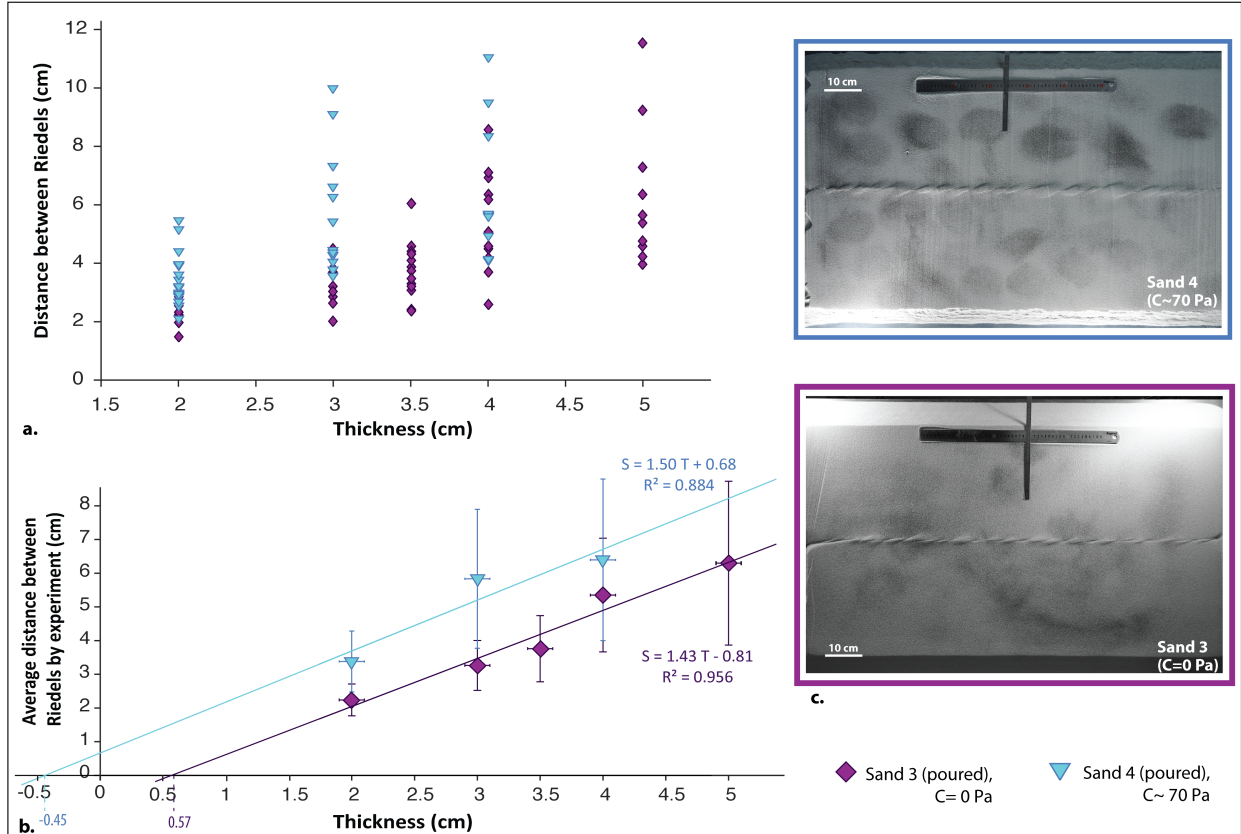 12
10
8
6
4
2
0
Distance between Riedels (cm)
1.5
2
2.5
3
3.5
4
4.5
5
a.
Thickness (cm)
10 cm
Sand 4
(C~70 Pa)
S = 1.50 T + 0.68
R² = 0.884
8
7
6
5
4
3
2
1
0
Average distance between
Riedels by experiment (cm)
S = 1.43 T - 0.81
R² = 0.956
-0.5
0
0.5
1
1.5
2
2.5
3
3.5
4
4.5
5
-0.45
0.57
b.
Thickness (cm)
10 cm
Sand 3
(C=0 Pa)
c.
Sand 3 (poured),
C= 0 Pa
Sand 4 (poured),
C~ 70 Pa